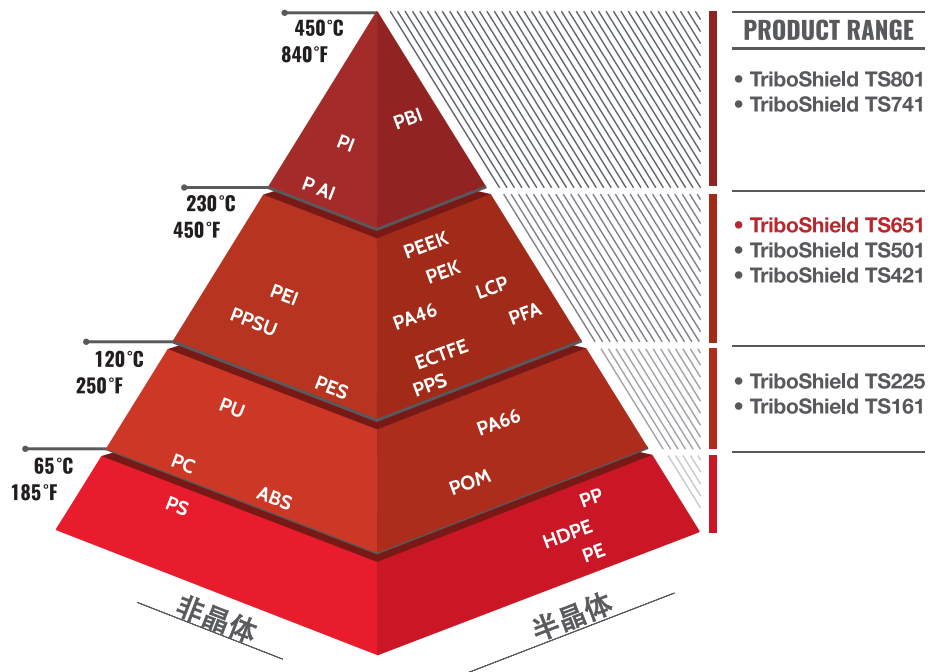 450°C
840°F
PRODUCT RANGE
• TriboShield TS801
• TriboShield TS741
PBI
PI
P AI
230°C
450°F
• TriboShield TS651
• TriboShield TS501
• TriboShield TS421
PEEK
PEK
LCP
PEI
PA46
PFA
PPSU
ECTFE
PES
PPS
120°C
250°F
• TriboShield TS225
• TriboShield TS161
PU
PA66
PC
ABS
POM
65°C
185°F
PS
PP
HDPE
PE
非晶体
半晶体